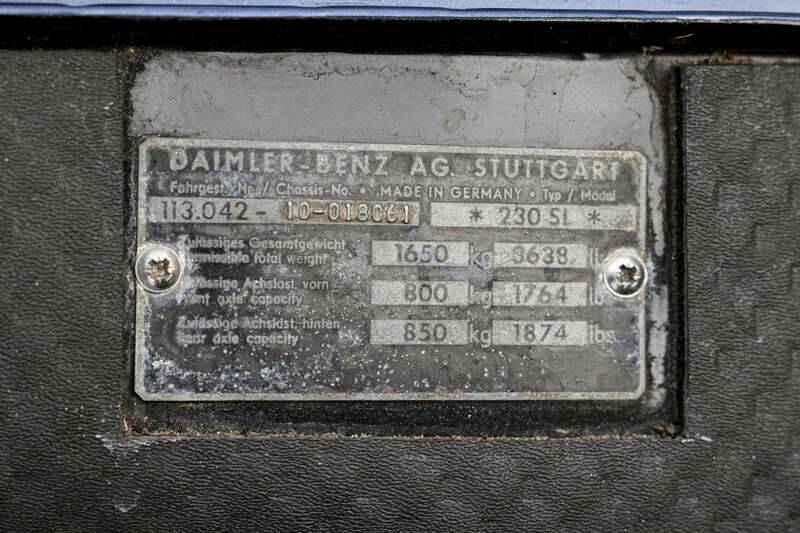 DAIMLER-BENZ AG. STUTTGART
Fahrgest. Nr. / Chassis-No. • MADE IN GERMANY • Typ / Model
113.042 - 10-018061 * 230 SL *
Zulässiges Gesamtgewicht
Permissible total weight 1650 kg 3638 lbs
Zulässige Achslast, vorn
Front axle capacity 800 kg 1764 lbs
Zulässige Achslast, hinten
Rear axle capacity 850 kg 1874 lbs